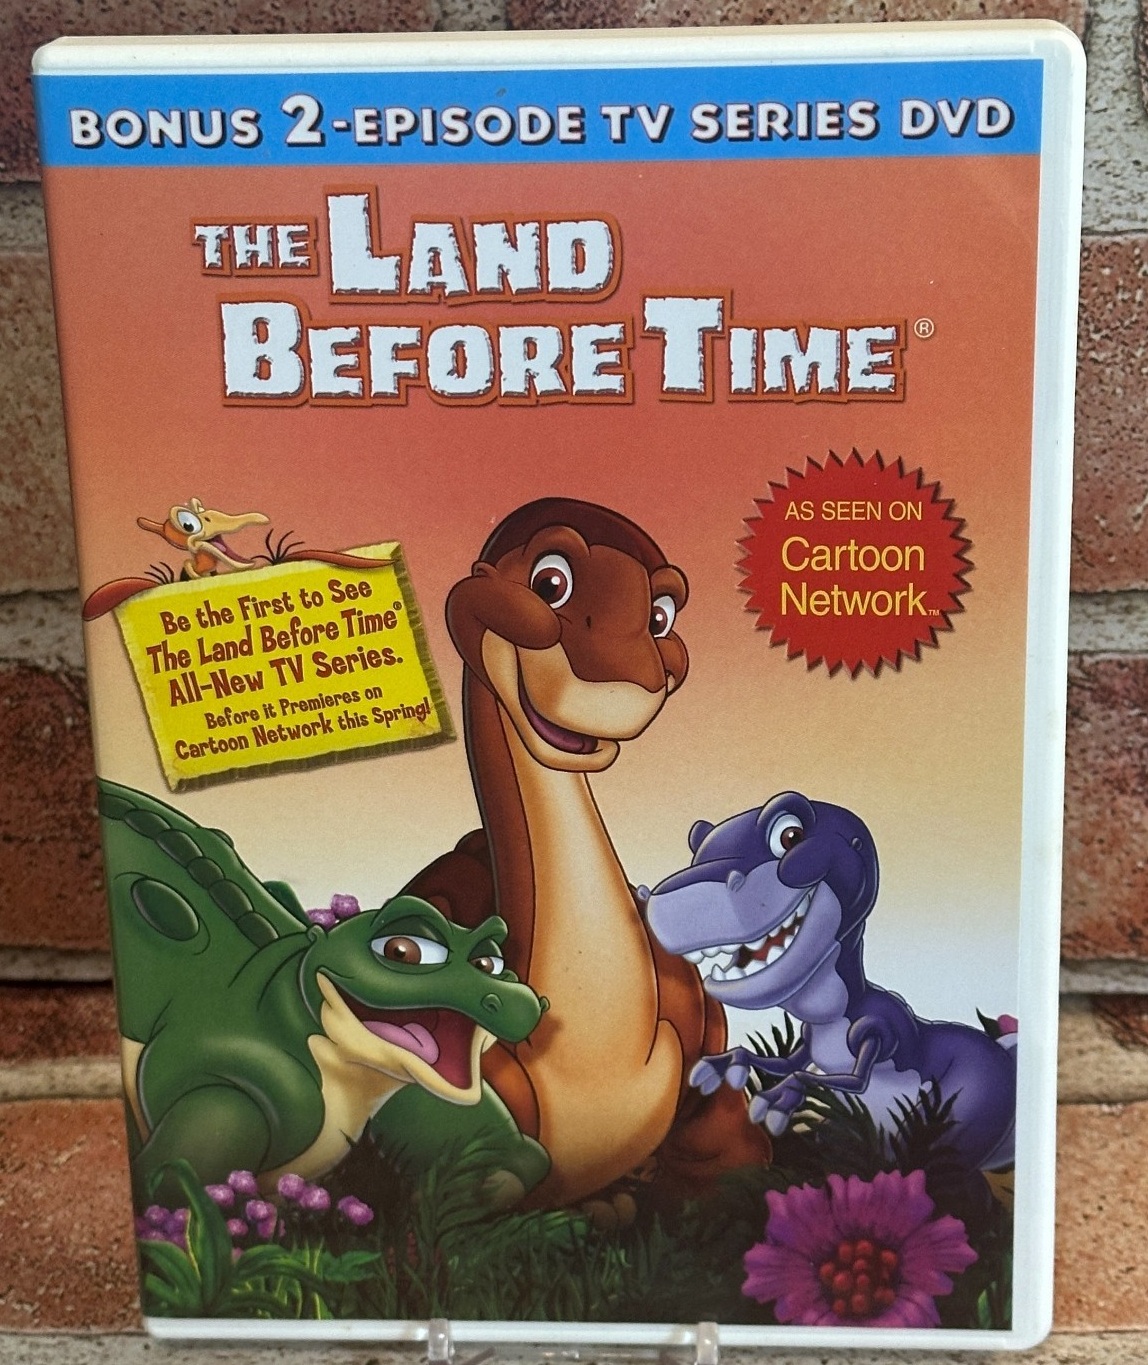 BONUS 2-EPISODE TV SERIES DVD
THE LAND
BEFORE TIME®
AS SEEN ON
Cartoon
Network™
Be the First to See
The Land Before Time®
All-New TV Series.
Before it Premieres on
Cartoon Network this Spring!